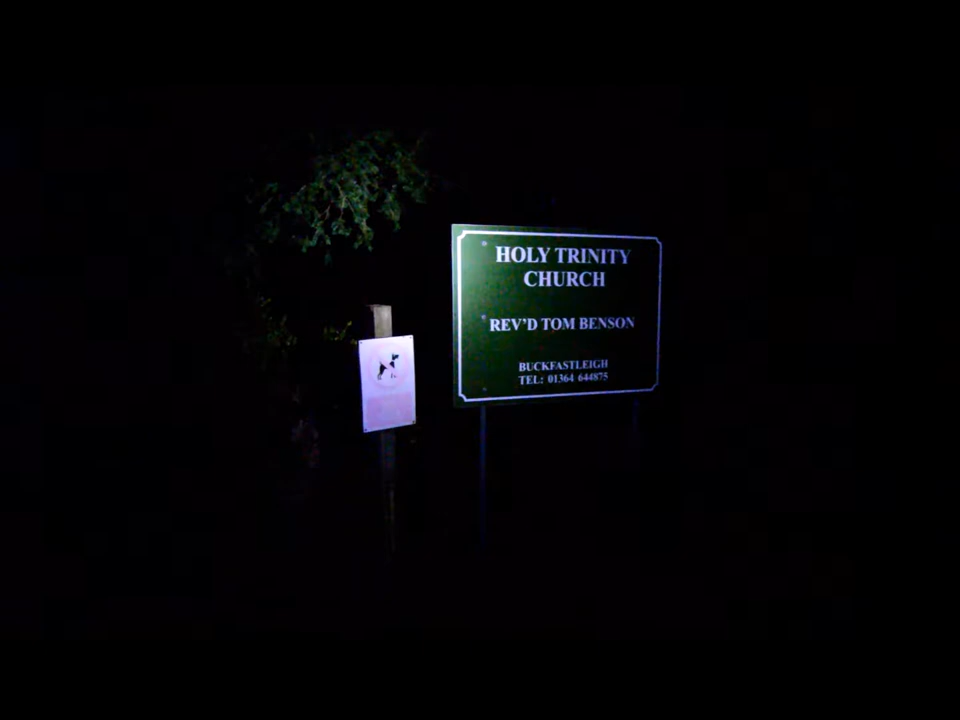 HOLY TRINITY
CHURCH
REV'D TOM BENSON
BUCKFASTLEIGH
TEL: 01364 644875